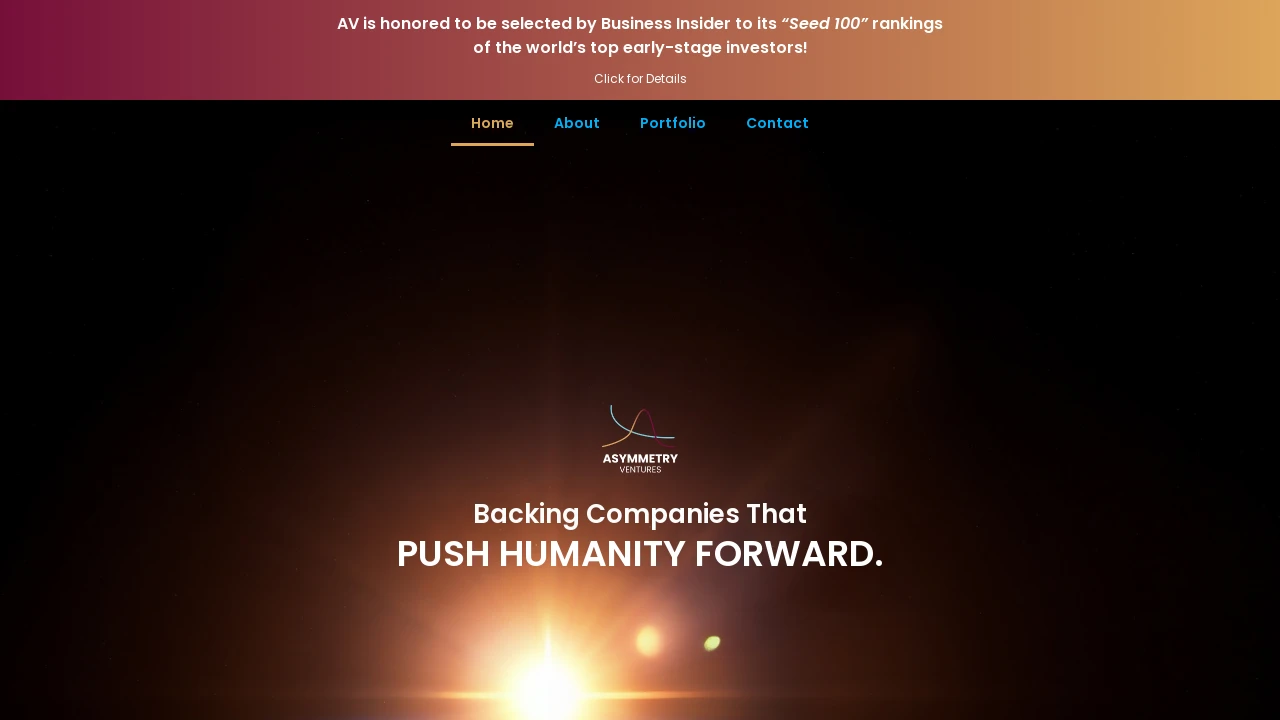 AV is honored to be selected by Business Insider to its “Seed 100” rankings
of the world’s top early-stage investors!
Click for Details
Home About Portfolio Contact
ASYMMETRY
VENTURES
Backing Companies That
PUSH HUMANITY FORWARD.